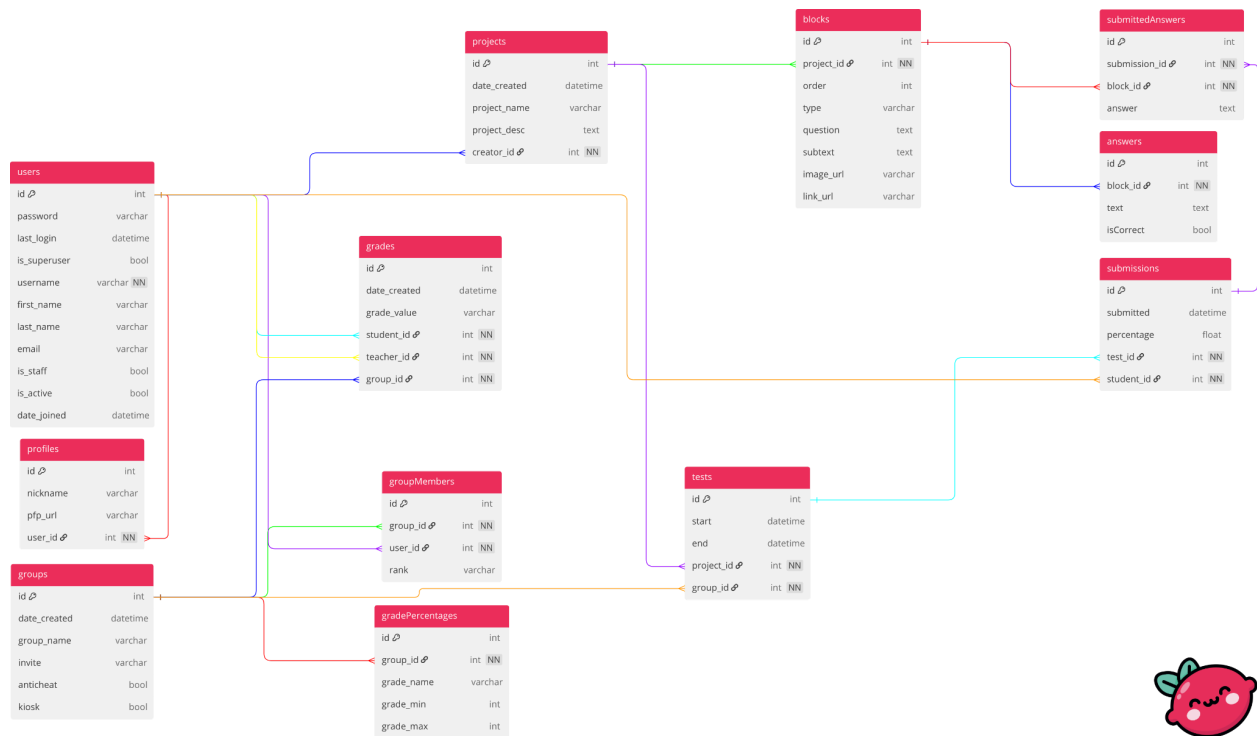 projects
id int
date_created datetime
project_name varchar
project_desc text
creator_id int NN
blocks
id int
project_id int NN
order int
type varchar
question text
subtext text
image_url varchar
link_url varchar
submittedAnswers
id int
submission_id int NN
block_id int NN
answer text
answers
id int
block_id int NN
text text
isCorrect bool
users
id int
password varchar
last_login datetime
is_superuser bool
username varchar NN
first_name varchar
last_name varchar
email varchar
is_staff bool
is_active bool
date_joined datetime
grades
id int
date_created datetime
grade_value varchar
student_id int NN
teacher_id int NN
group_id int NN
submissions
id int
submitted datetime
percentage float
test_id int NN
student_id int NN
profiles
id int
nickname varchar
pfp_url varchar
user_id int NN
groupMembers
id int
group_id int NN
user_id int NN
rank varchar
tests
id int
start datetime
end datetime
project_id int NN
group_id int NN
groups
id int
date_created datetime
group_name varchar
invite varchar
anticheat bool
kiosk bool
gradePercentages
id int
group_id int NN
grade_name varchar
grade_min int
grade_max int